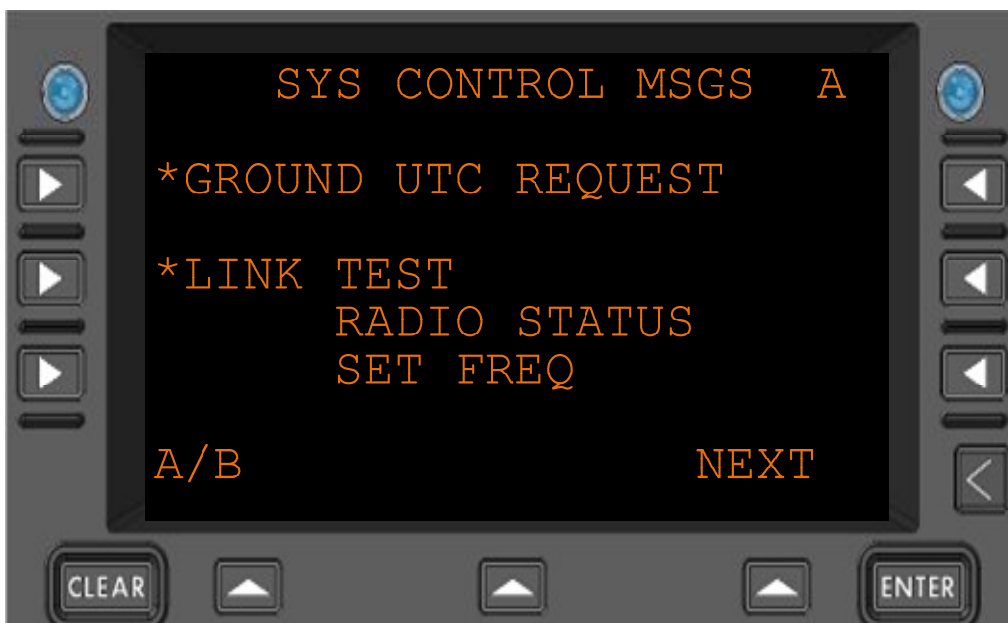 SYS CONTROL MSGS A
*GROUND UTC REQUEST
*LINK TEST
RADIO STATUS
SET FREQ
A/B NEXT
CLEAR ENTER